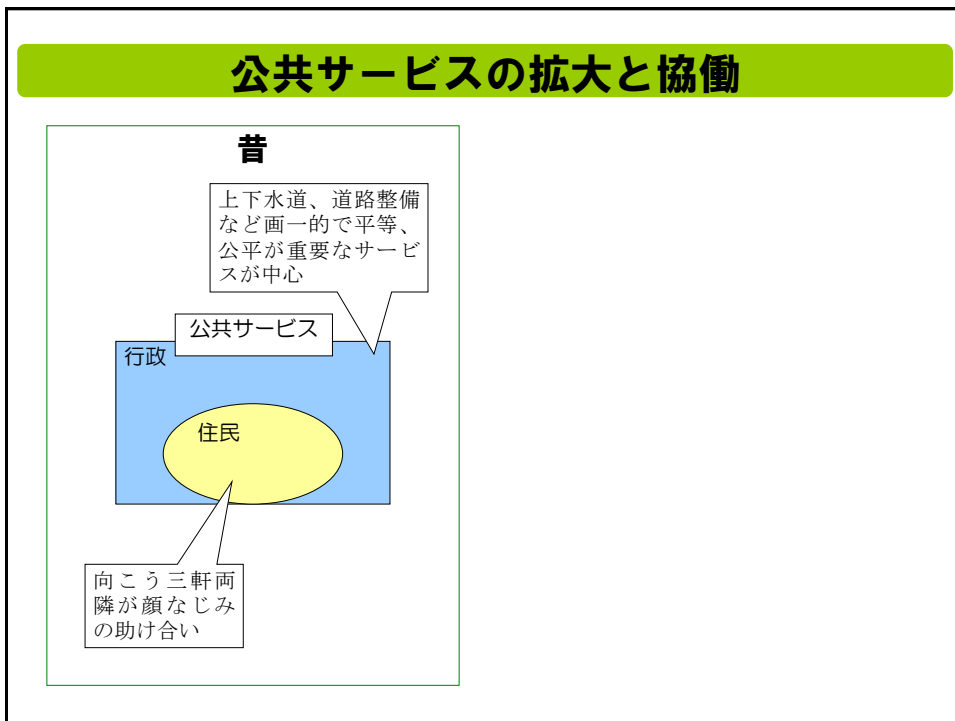 公共サービスの拡大と協働
昔
上下水道、道路整備
など画一的で平等、
公平が重要なサービ
スが中心
公共サービス
行政
住民
向こう三軒両
隣が顔なじみ
の助け合い